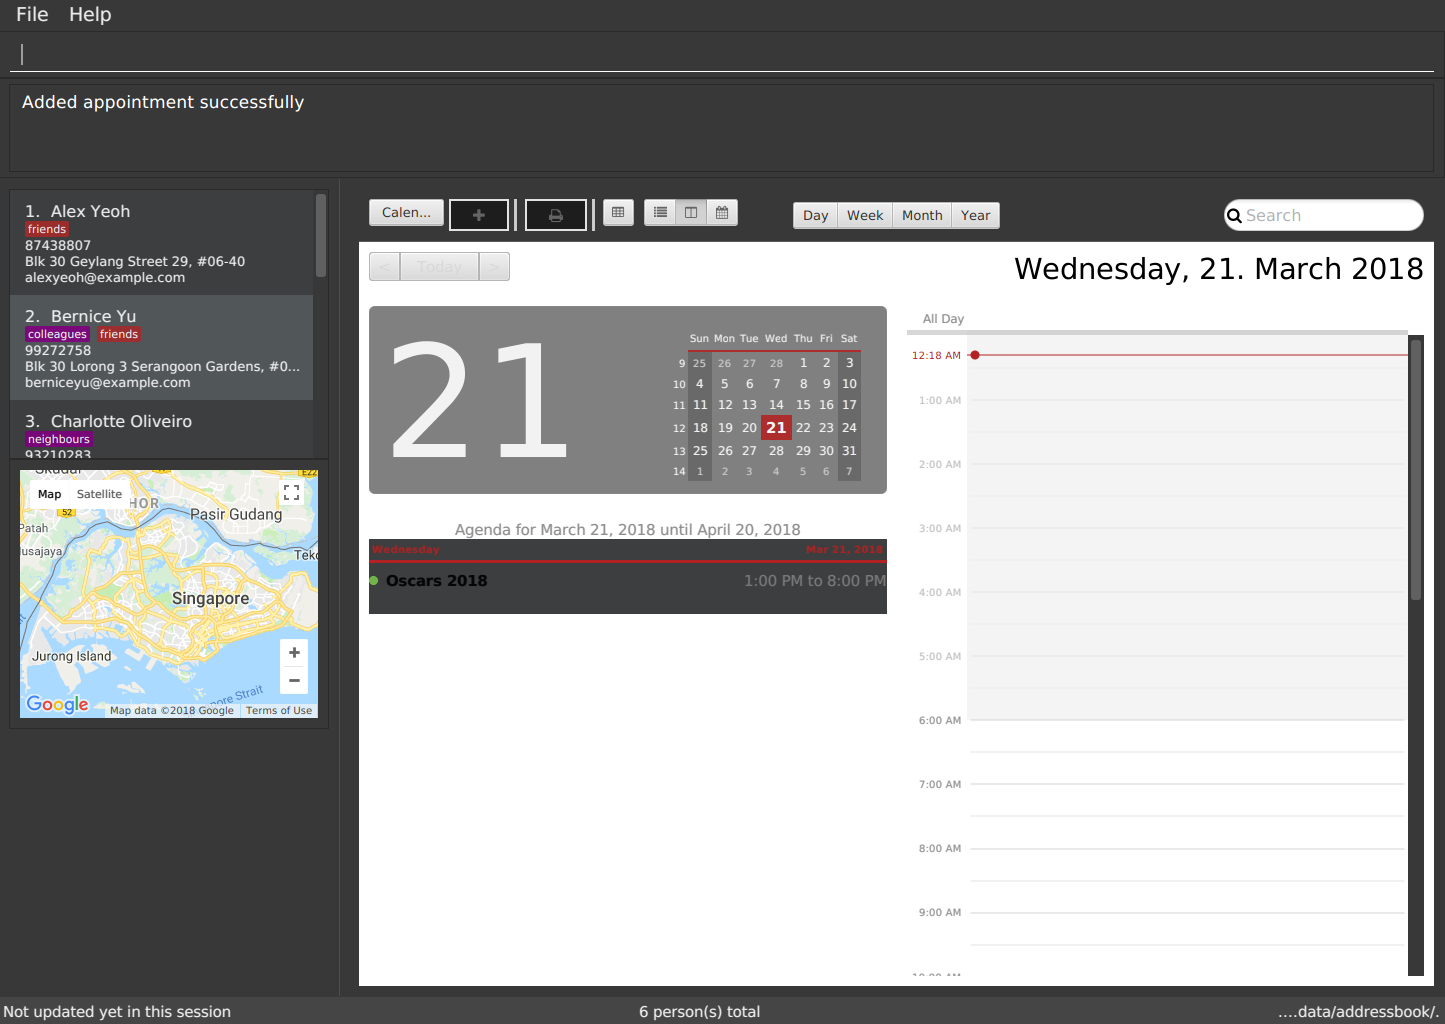 File Help
Added appointment successfully
1. Alex Yeoh
friends
87438807
Blk 30 Geylang Street 29, #06-40
alexyeoh@example.com
2. Bernice Yu
colleagues friends
99272758
Blk 30 Lorong 3 Serangoon Gardens, #0...
berniceyu@example.com
3. Charlotte Oliveiro
neighbours
93210283
Skudai
E22
Map Satellite
HOR
52
Pasir Gudang
Patah
usajaya
Teko
Singapore
Jurong Island
+
−
pore Strait
Google
Map data ©2018 Google Terms of Use
Calen...
Day Week Month Year
Search
< Today >
Wednesday, 21. March 2018
21
Sun Mon Tue Wed Thu Fri Sat
9 25 26 27 28 1 2 3
10 4 5 6 7 8 9 10
11 11 12 13 14 15 16 17
12 18 19 20 21 22 23 24
13 25 26 27 28 29 30 31
14 1 2 3 4 5 6 7
Agenda for March 21, 2018 until April 20, 2018
Wednesday Mar 21, 2018
Oscars 2018 1:00 PM to 8:00 PM
All Day
12:18 AM
1:00 AM
2:00 AM
3:00 AM
4:00 AM
5:00 AM
6:00 AM
7:00 AM
8:00 AM
9:00 AM
10:00 AM
Not updated yet in this session
6 person(s) total
....data/addressbook/.